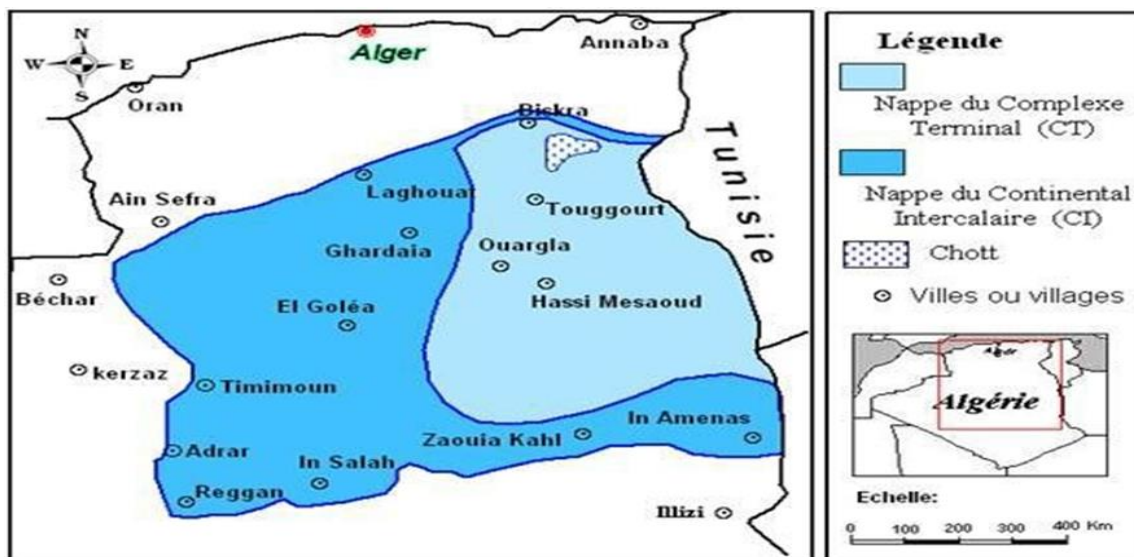 N
W E
S
Alger
Annaba
Oran
Biskra
Tunisie
Laghouat
Ain Sefra
Touggourt
Ghardaia
Ouargla
Béchar
Hassi Mesaoud
El Goléa
kerzaz
Timimoun
In Amenas
Zaouia Kahl
Adrar
In Salah
Reggan
Illizi
Légende
Nappe du Complexe
Terminal (CT)
Nappe du Continental
Intercalaire (CI)
Chott
Villes ou villages
Alger
Algérie
Echelle:
0 100 200 300 400 Km